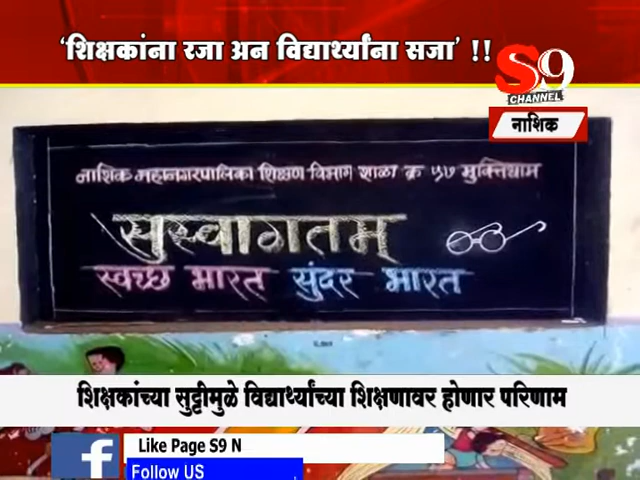 ‘शिक्षकांना रजा अन विद्यार्थ्यांना सजा’ !!
S9
CHANNEL
नाशिक
नाशिक महानगरपालिका शिक्षण विभाग शाळा क्र ५७ मुक्तिधाम
सुस्वागतम्
स्वच्छ भारत सुंदर भारत
शिक्षकांच्या सुट्टीमुळे विद्यार्थ्यांच्या शिक्षणावर होणार परिणाम
f
Like Page S9 N
Follow US